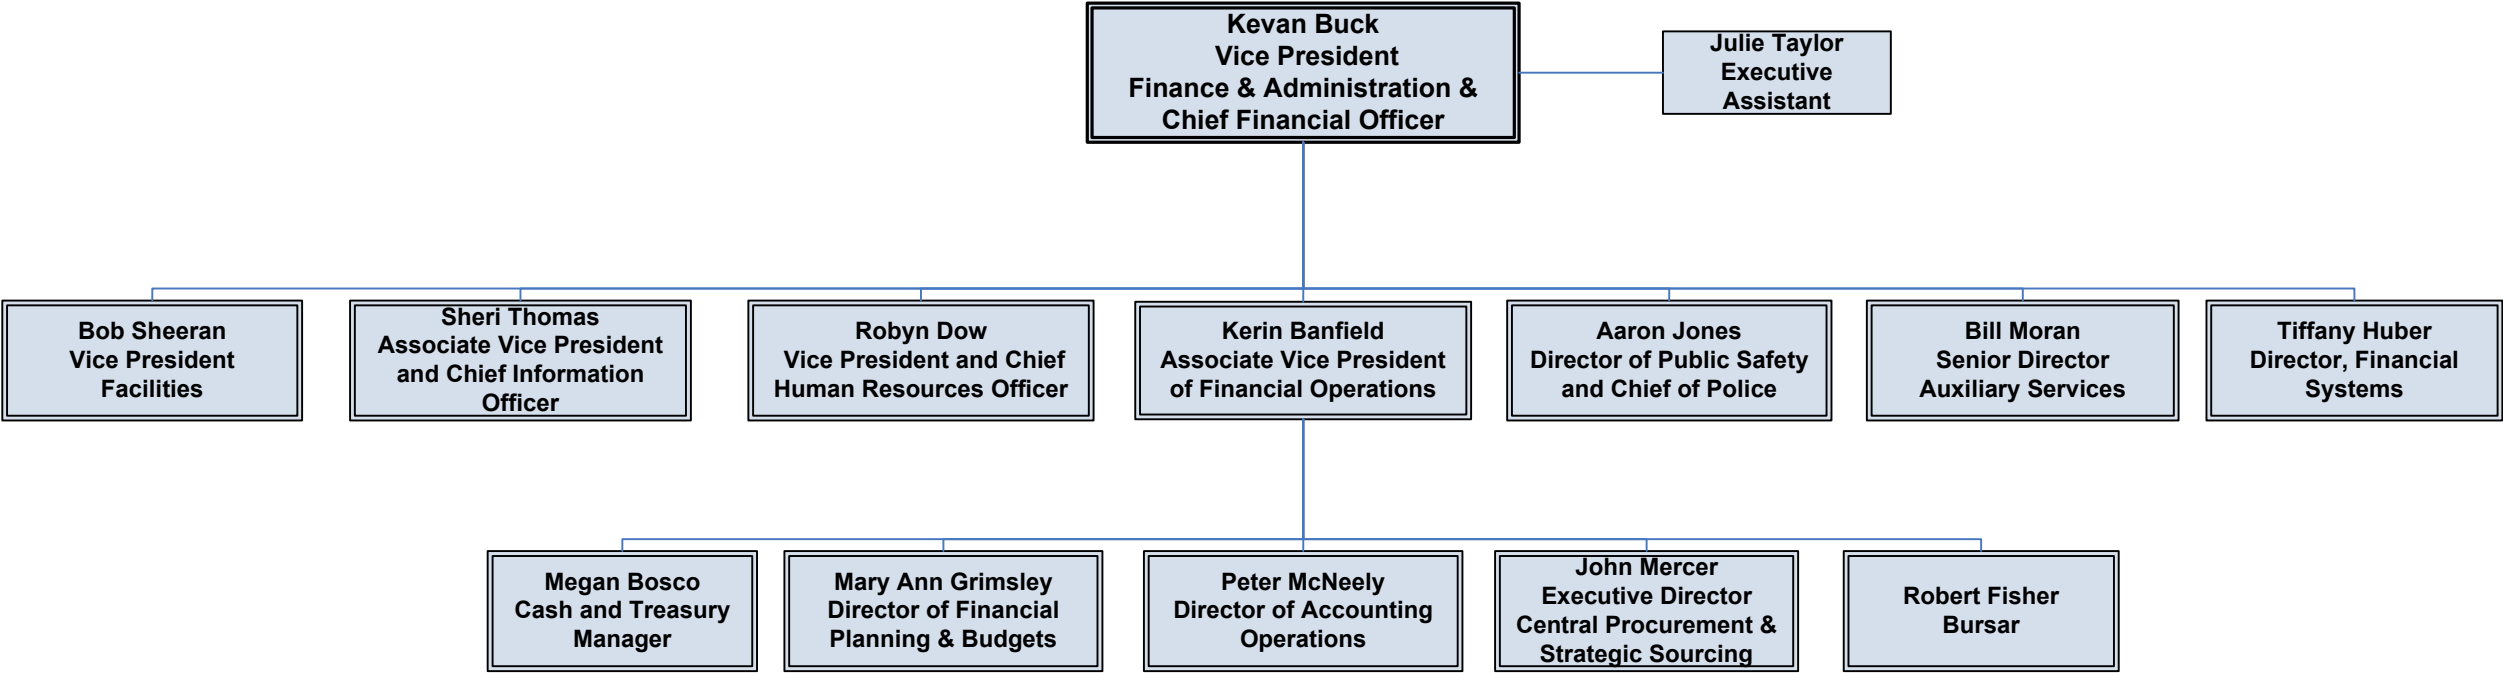 Kevan Buck
Vice President
Finance & Administration &
Chief Financial Officer
Julie Taylor
Executive
Assistant
Bob Sheeran
Vice President
Facilities
Sheri Thomas
Associate Vice President
and Chief Information
Officer
Robyn Dow
Vice President and Chief
Human Resources Officer
Kerin Banfield
Associate Vice President
of Financial Operations
Aaron Jones
Director of Public Safety
and Chief of Police
Bill Moran
Senior Director
Auxiliary Services
Tiffany Huber
Director, Financial
Systems
Megan Bosco
Cash and Treasury
Manager
Mary Ann Grimsley
Director of Financial
Planning & Budgets
Peter McNeely
Director of Accounting
Operations
John Mercer
Executive Director
Central Procurement &
Strategic Sourcing
Robert Fisher
Bursar